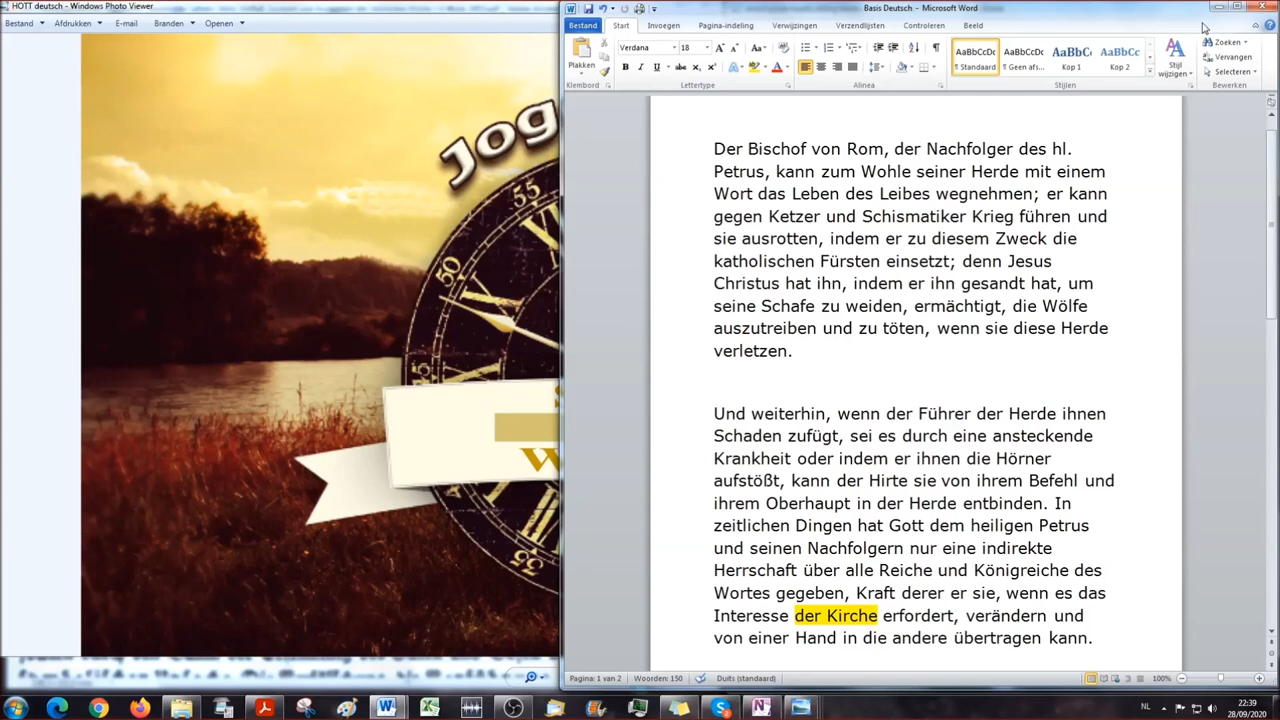 HOTT deutsch - Windows Photo Viewer
Bestand Afdrukken E-mail Branden Openen
Jog
55
50
45
35
W
Basis Deutsch - Microsoft Word
Bestand Start Invoegen Pagina-indeling Verwijzingen Verzendlijsten Controleren Beeld
Verdana 18
Plakken
AaBbCcDc AaBbCcDc AaBbC AaBbCc
¶ Standaard ¶ Geen afs... Kop 1 Kop 2
Stijl wijzigen
Zoeken
Vervangen
Selecteren
Klembord Lettertype Alinea Stijlen Bewerken
Der Bischof von Rom, der Nachfolger des hl.
Petrus, kann zum Wohle seiner Herde mit einem
Wort das Leben des Leibes wegnehmen; er kann
gegen Ketzer und Schismatiker Krieg führen und
sie ausrotten, indem er zu diesem Zweck die
katholischen Fürsten einsetzt; denn Jesus
Christus hat ihn, indem er ihn gesandt hat, um
seine Schafe zu weiden, ermächtigt, die Wölfe
auszutreiben und zu töten, wenn sie diese Herde
verletzen.
Und weiterhin, wenn der Führer der Herde ihnen
Schaden zufügt, sei es durch eine ansteckende
Krankheit oder indem er ihnen die Hörner
aufstößt, kann der Hirte sie von ihrem Befehl und
ihrem Oberhaupt in der Herde entbinden. In
zeitlichen Dingen hat Gott dem heiligen Petrus
und seinen Nachfolgern nur eine indirekte
Herrschaft über alle Reiche und Königreiche des
Wortes gegeben, Kraft derer er sie, wenn es das
Interesse der Kirche erfordert, verändern und
von einer Hand in die andere übertragen kann.
Pagina: 1 van 2 Woorden: 150 Duits (standaard) 100%
NL 22:39
28/09/2020